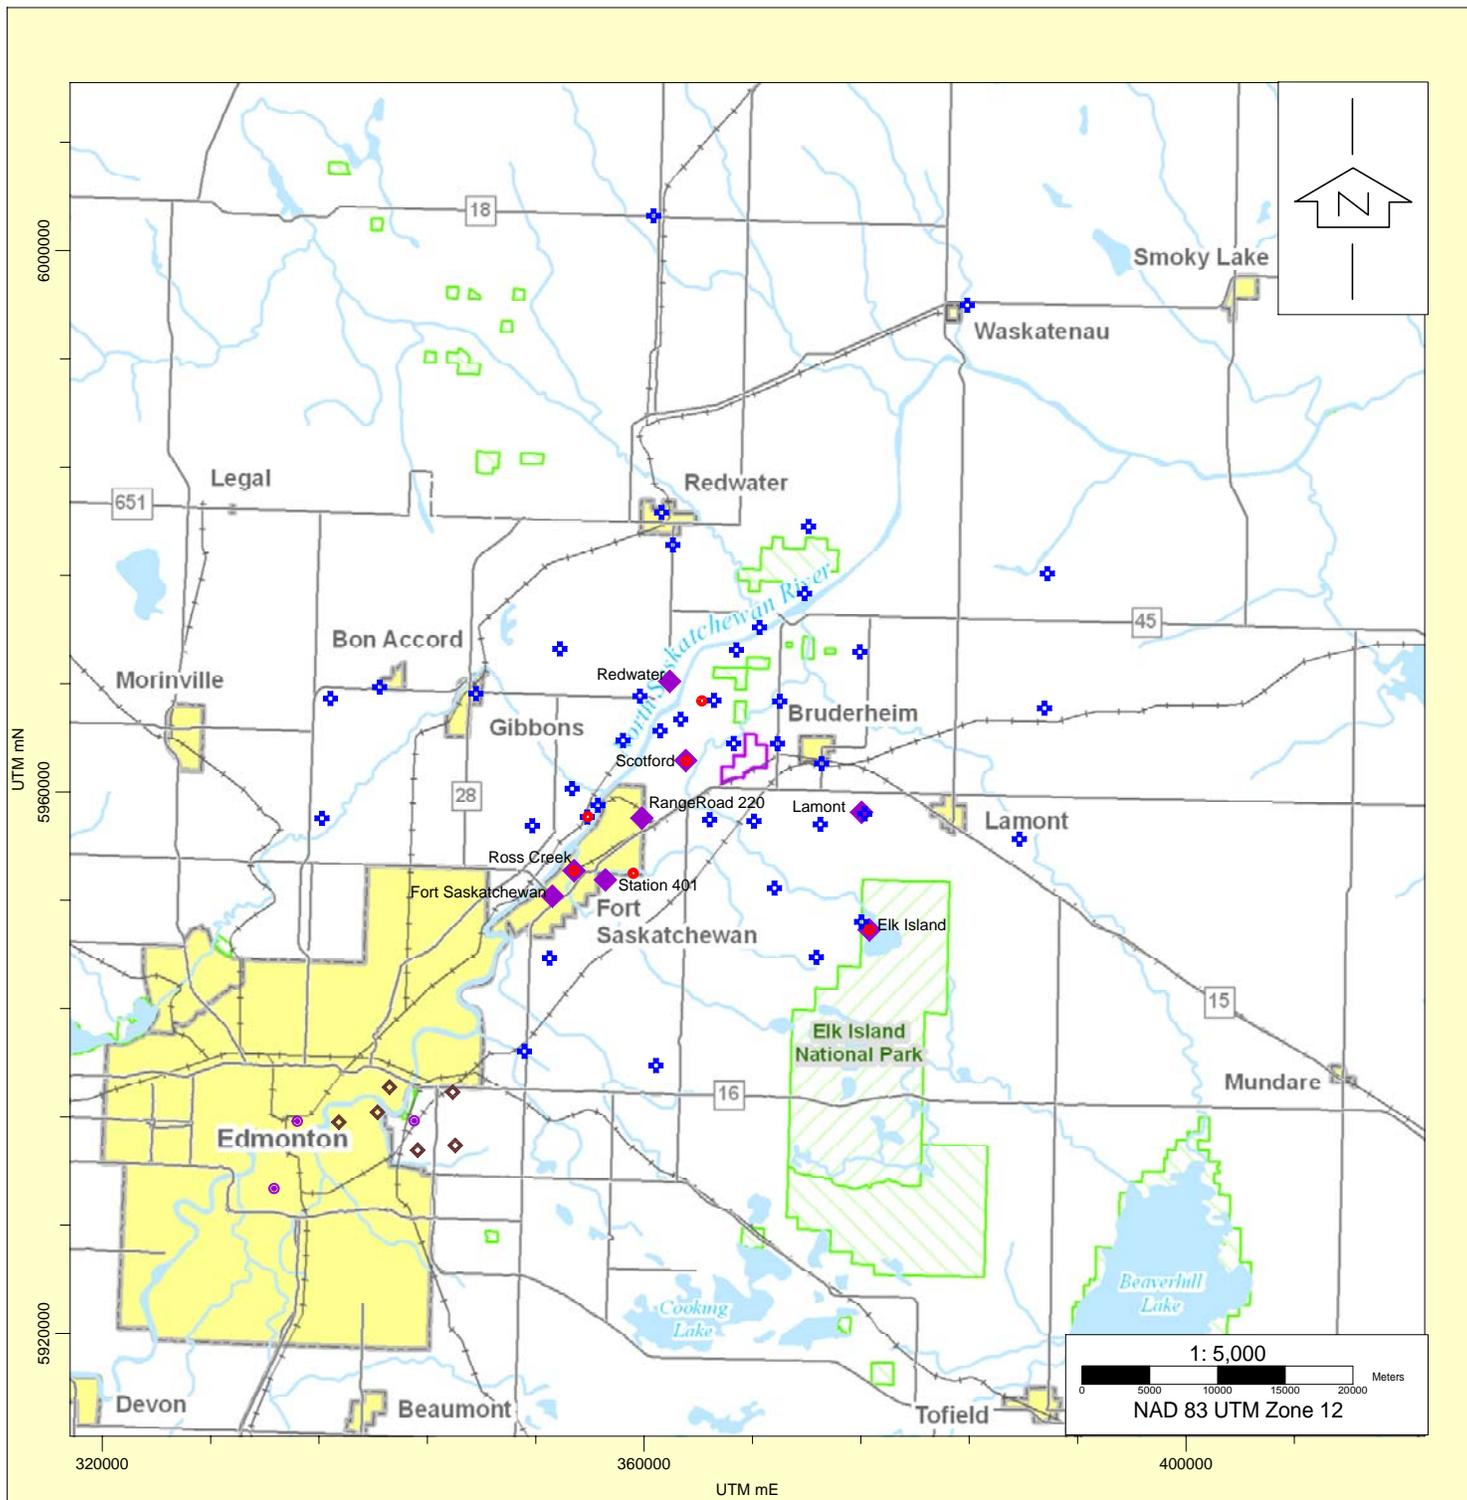 N
18
6000000
Smoky Lake
Waskatenau
Legal
Redwater
651
North Saskatchewan River
45
Bon Accord
Morinville
Redwater
Bruderheim
Gibbons
Scotford
UTM mN
28
5960000
RangeRoad 220
Lamont
Lamont
Ross Creek
Station 401
Fort Saskatchewan
Fort
Saskatchewan
Elk Island
15
Elk Island
National Park
Mundare
16
Edmonton
Beaverhill
Lake
Cooking
Lake
5920000
1: 5,000
Meters
0 5000 10000 15000 20000
NAD 83 UTM Zone 12
Devon
Beaumont
Tofield
320000
360000
400000
UTM mE